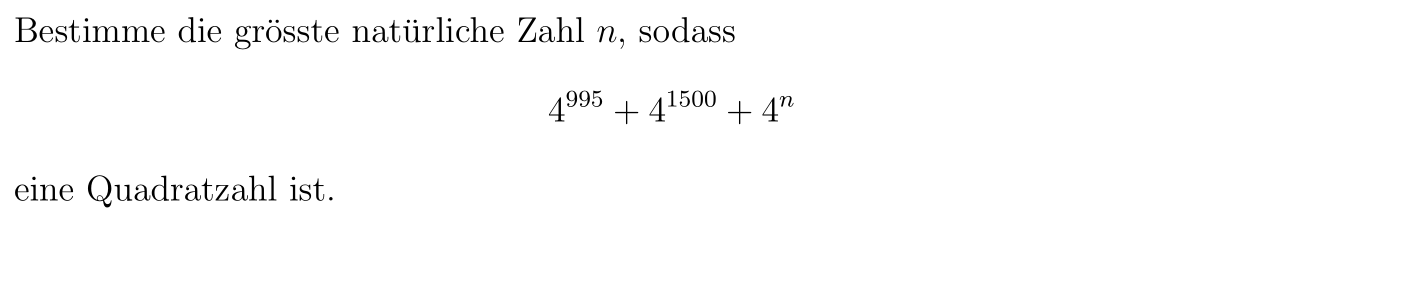 Bestimme die grösste natürliche Zahl n, sodass
4^{995} + 4^{1500} + 4^n
eine Quadratzahl ist.